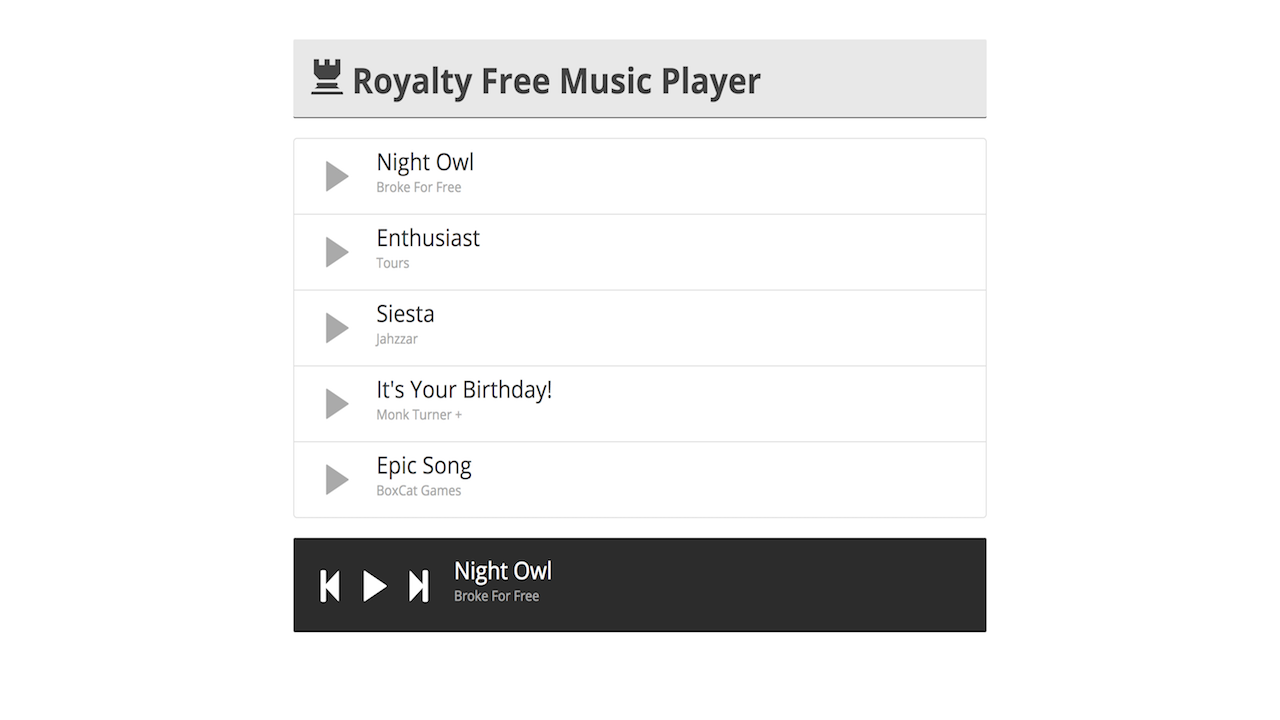 Royalty Free Music Player
Night Owl
Broke For Free
Enthusiast
Tours
Siesta
Jahzzar
It's Your Birthday!
Monk Turner +
Epic Song
BoxCat Games
Night Owl
Broke For Free